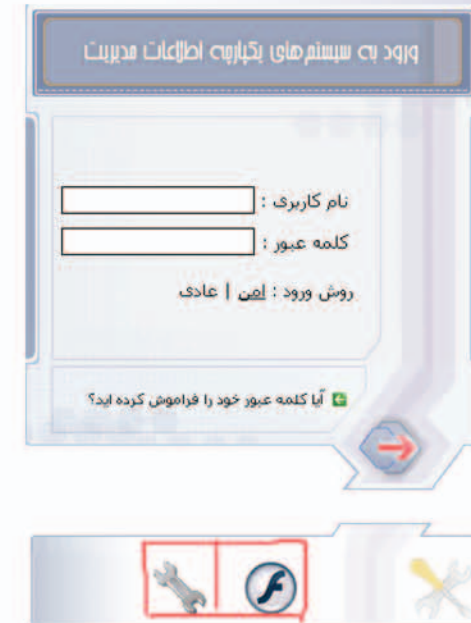 ورود به سیستم‌های یکپارچه اطلاعات مدیریت
نام کاربری :
کلمه عبور :
روش ورود : امن | عادی
آیا کلمه عبور خود را فراموش کرده اید؟